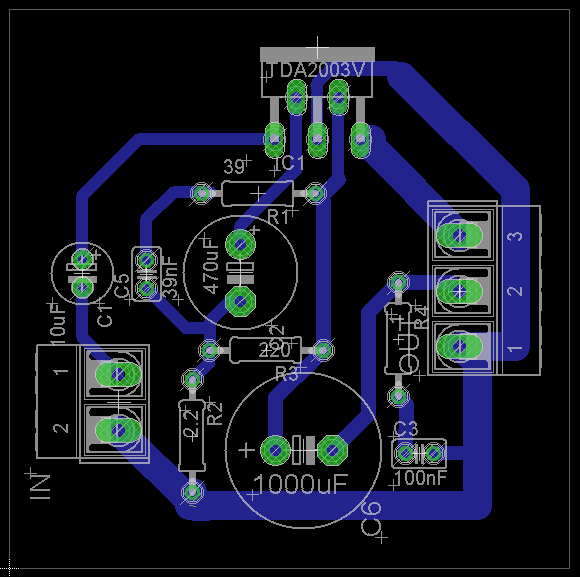 TDA2003V
IC1
39
R1
39nF
C5
10uF
C1
470uF
C2
220
R3
R4
OUT
3
2
1
1
2
IN
2.2
R2
1000uF
C6
C3
100nF